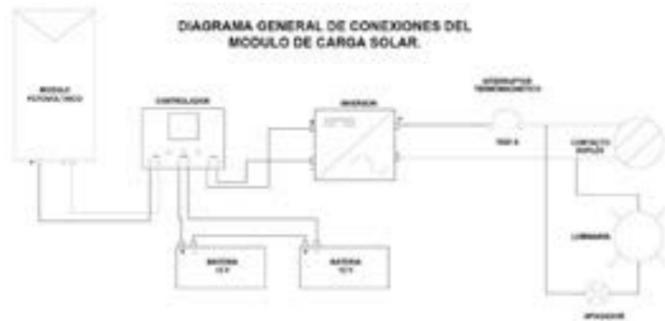 DIAGRAMA GENERAL DE CONEXIONES DEL
MODULO DE CARGA SOLAR.
MODULO
FOTOVOLTAICO
CONTROLADOR
INVERSOR
INTERRUPTOR
TERMOMAGNETICO
CONTACTO
DUPLEX
LUMINARIA
BATERIA
12 V
BATERIA
12 V
APAGADOR